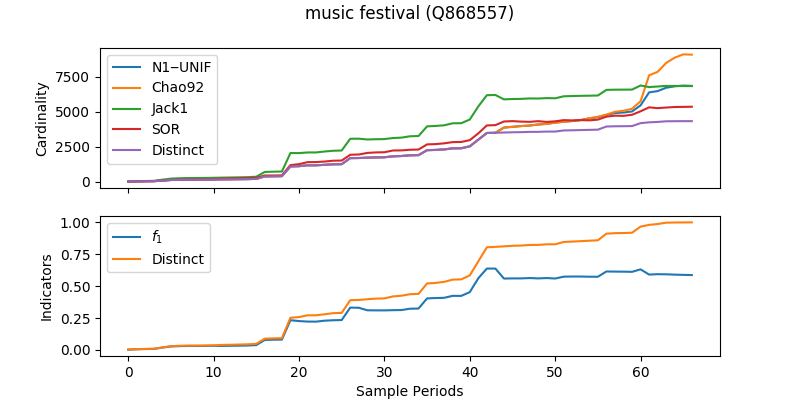 music festival (Q868557)
7500
5000
2500
0
Cardinality
N1−UNIF
Chao92
Jack1
SOR
Distinct
1.00
0.75
0.50
0.25
0.00
Indicators
f₁
Distinct
0 10 20 30 40 50 60
Sample Periods